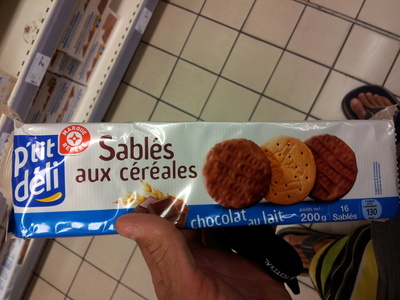 p'tit
déli
MARQUE
REPÈRE
Sablés
aux céréales
chocolat au lait
200g
16
Sablés
130